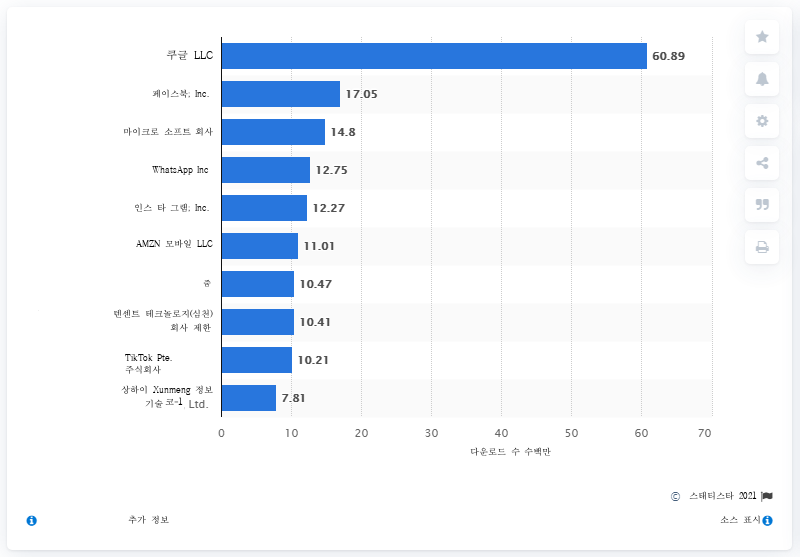 쿠글 LLC
60.89
페이스북; Inc.
17.05
마이크로 소프트 회사
14.8
WhatsApp Inc
12.75
인스 타 그램; Inc.
12.27
AMZN 모바일 LLC
11.01
줌
10.47
텐센트 테크놀로지(심천)
회사 제한
10.41
TikTok Pte.
주식회사
10.21
상하이 Xunmeng 정보
기술 코-1, Ltd.
7.81
0 10 20 30 40 50 60 70
다운로드 수 수백만
© 스태티스타 2021
추가 정보
소스 표시